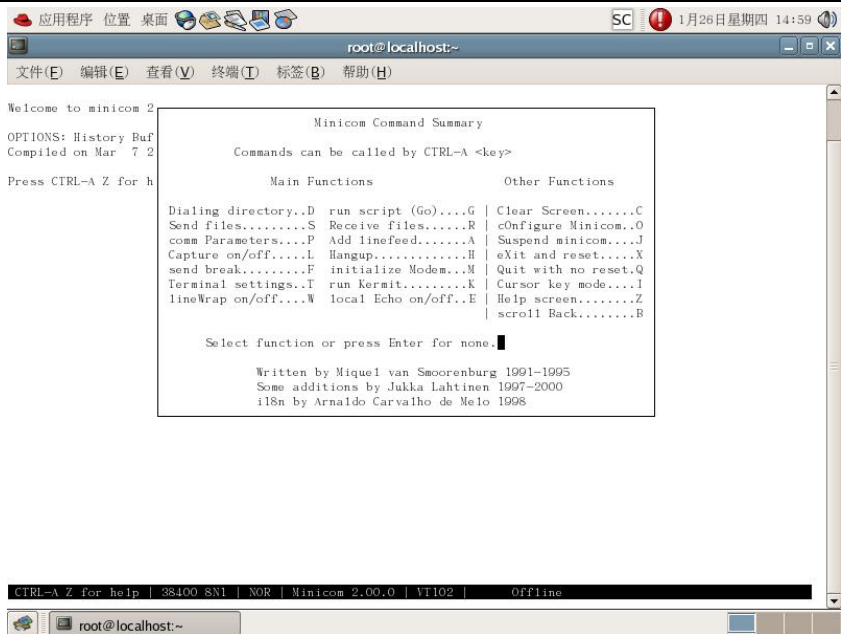 应用程序 位置 桌面 SC 1月26日星期四 14:59
root@localhost:~
文件(F) 编辑(E) 查看(V) 终端(T) 标签(B) 帮助(H)
Welcome to minicom 2
OPTIONS: History Buf
Compiled on Mar 7 2
Press CTRL-A Z for h
Minicom Command Summary
Commands can be called by CTRL-A <key>
Main Functions Other Functions
Dialing directory..D run script (Go)....G | Clear Screen.......C
Send files.........S Receive files......R | cOnfigure Minicom..O
comm Parameters....P Add linefeed.......A | Suspend minicom....J
Capture on/off.....L Hangup.............H | eXit and reset.....X
send break.........F initialize Modem...M | Quit with no reset.Q
Terminal settings..T run Kermit.........K | Cursor key mode....I
lineWrap on/off....W local Echo on/off..E | Help screen........Z
| scroll Back........B
Select function or press Enter for none.
Written by Miquel van Smoorenburg 1991-1995
Some additions by Jukka Lahtinen 1997-2000
i18n by Arnaldo Carvalho de Melo 1998
CTRL-A Z for help | 38400 8N1 | NOR | Minicom 2.00.0 | VT102 | Offline
root@localhost:~